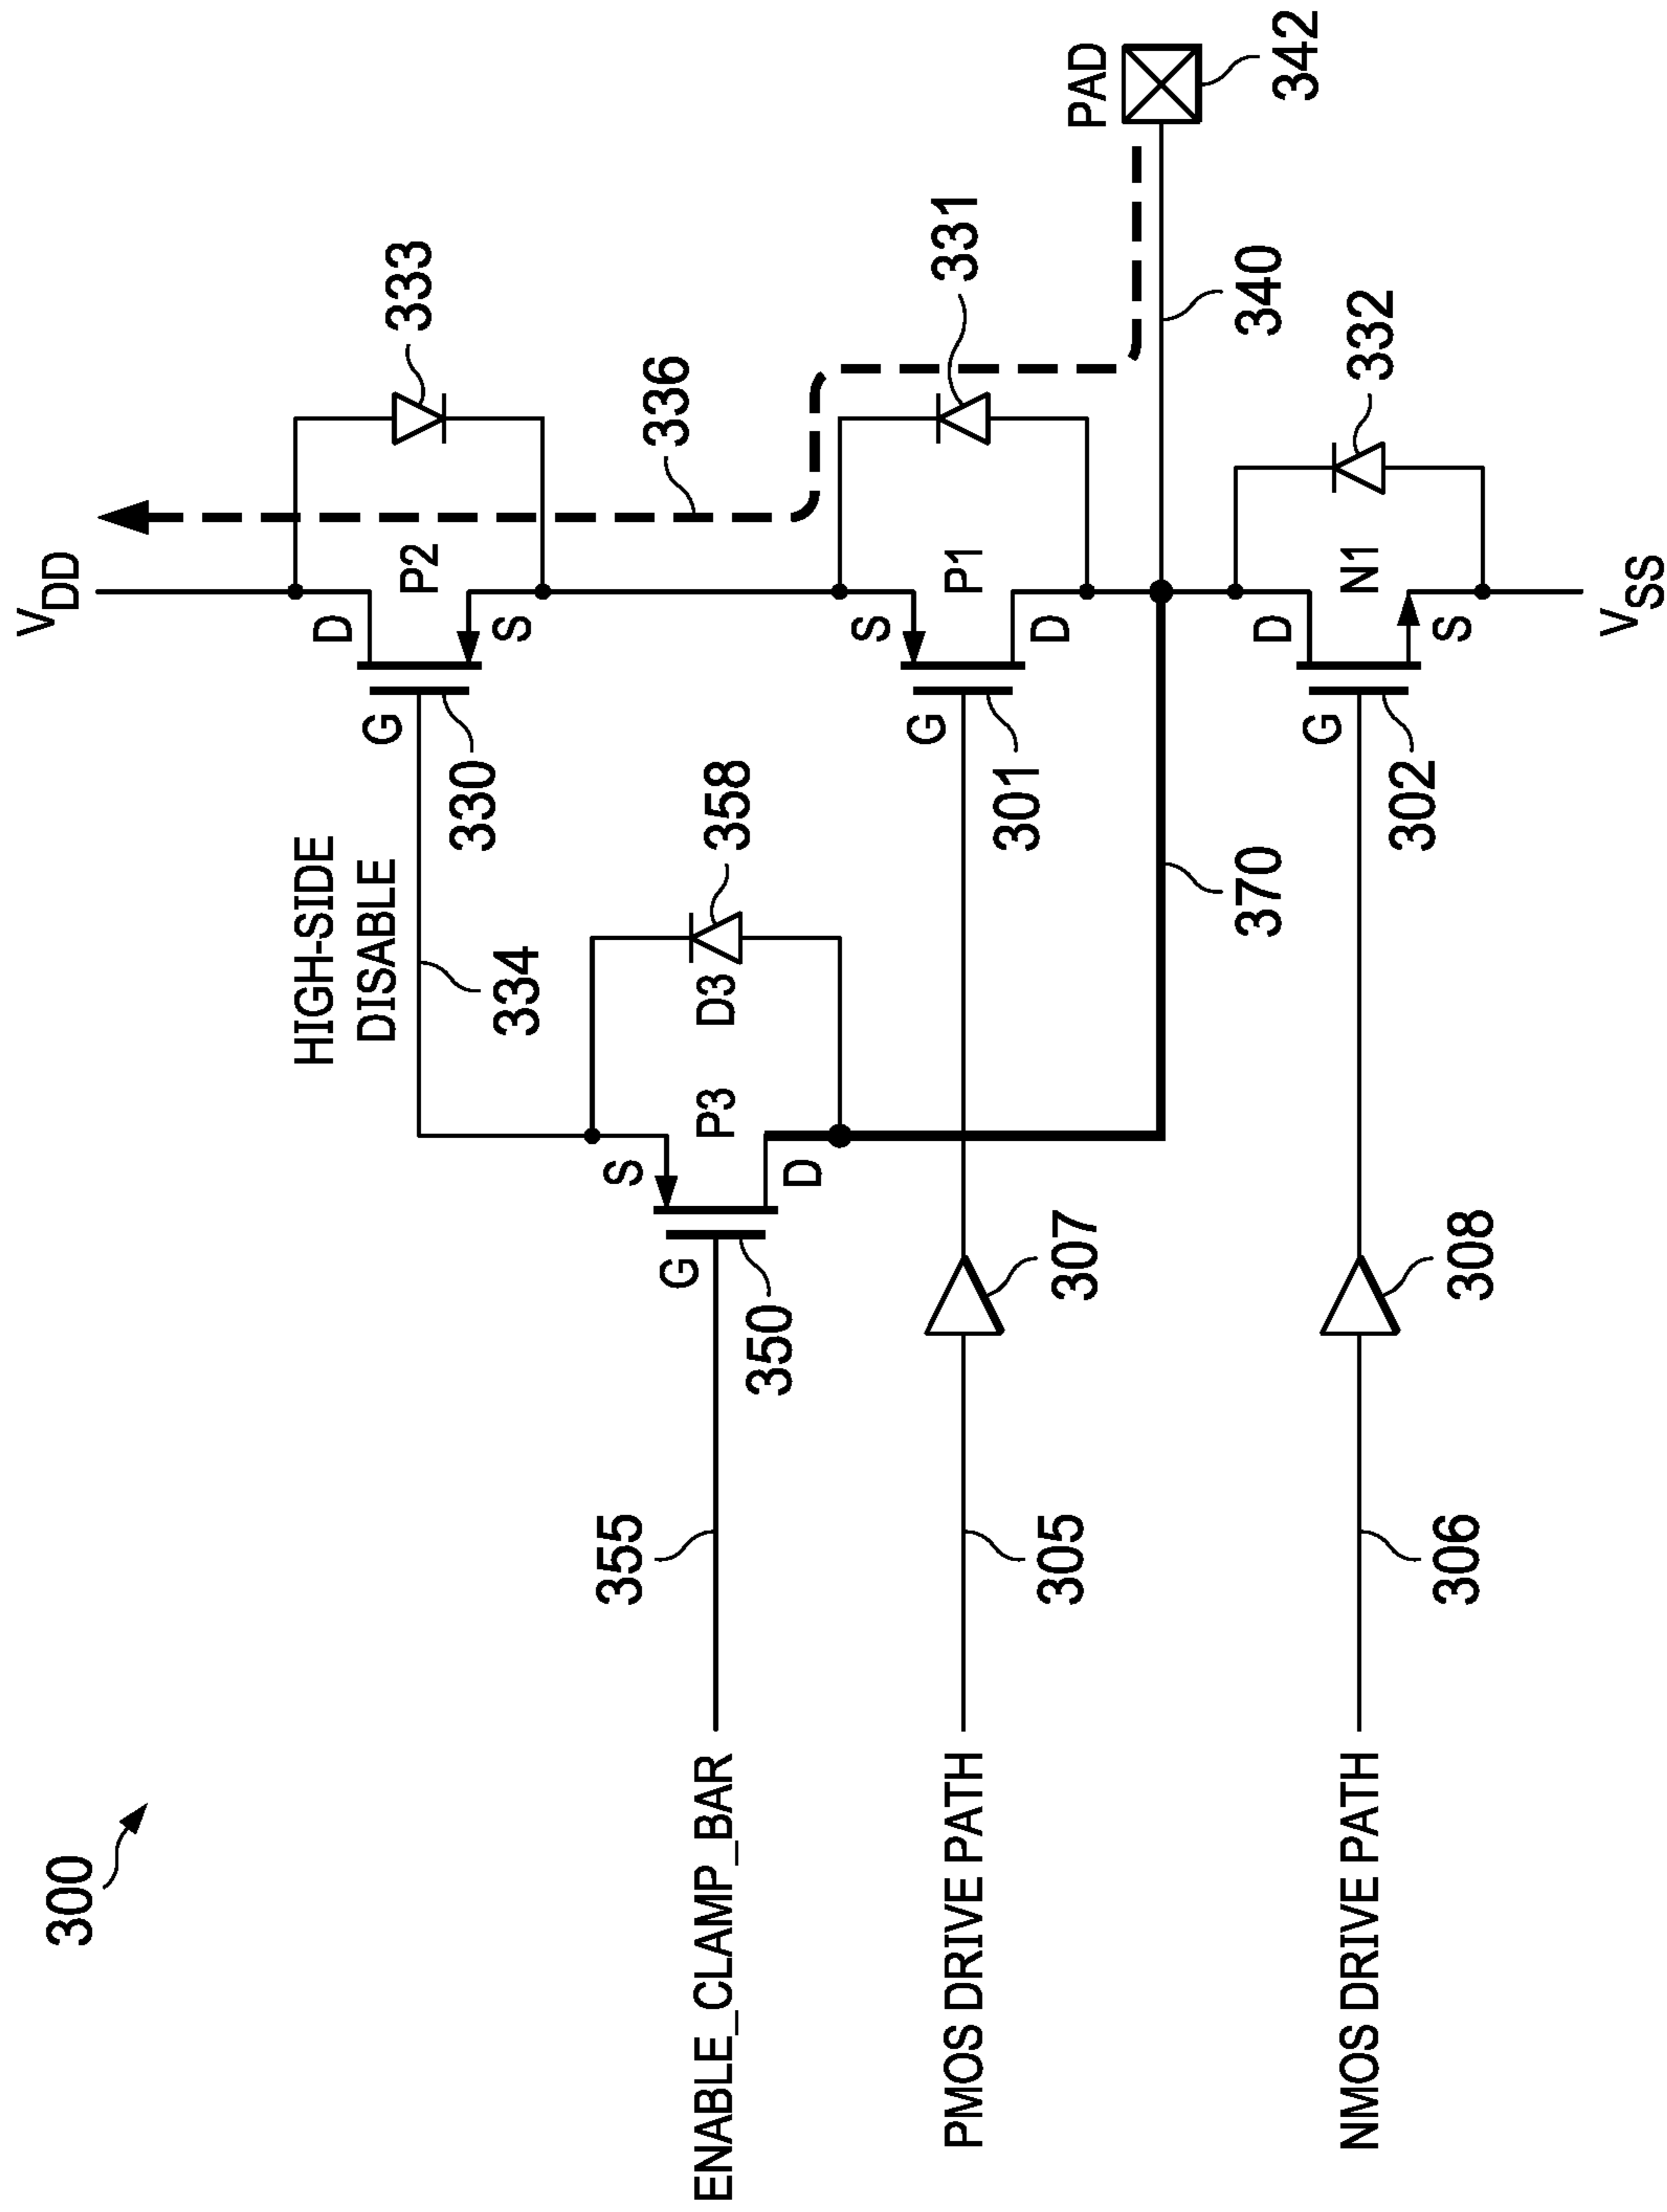 300
V_DD
333
D
P2
G
S
330
HIGH-SIDE
DISABLE
334
336
S
P3
D3
358
G
D
350
355
ENABLE_CLAMP_BAR
S
P1
331
G
D
301
PAD
342
340
370
307
305
PMOS DRIVE PATH
D
N1
332
G
S
302
308
306
NMOS DRIVE PATH
V_SS